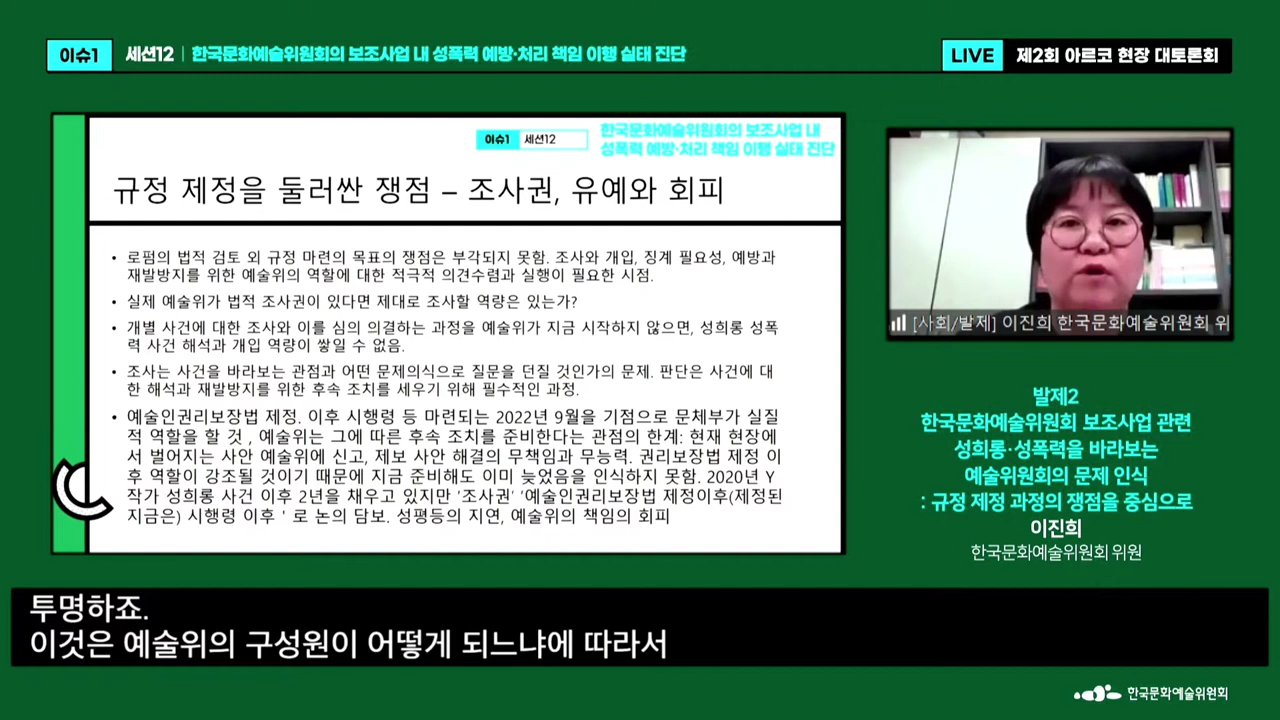 이슈1
세션12 | 한국문화예술위원회의 보조사업 내 성폭력 예방·처리 책임 이행 실태 진단
LIVE 제2회 아르코 현장 대토론회
이슈1 세션12
한국문화예술위원회의 보조사업 내
성폭력 예방·처리 책임 이행 실태 진단
규정 제정을 둘러싼 쟁점 – 조사권, 유예와 회피
• 로펌의 법적 검토 외 규정 마련의 목표의 쟁점은 부각되지 못함. 조사와 개입, 징계 필요성, 예방과
재발방지를 위한 예술위의 역할에 대한 적극적 의견수렴과 실행이 필요한 시점.
• 실제 예술위가 법적 조사권이 있다면 제대로 조사할 역량은 있는가?
• 개별 사건에 대한 조사와 이를 심의 의결하는 과정을 예술위가 지금 시작하지 않으면, 성희롱 성폭
력 사건 해석과 개입 역량이 쌓일 수 없음.
• 조사는 사건을 바라보는 관점과 어떤 문제의식으로 질문을 던질 것인가의 문제. 판단은 사건에 대
한 해석과 재발방지를 위한 후속 조치를 세우기 위해 필수적인 과정.
• 예술인권리보장법 제정. 이후 시행령 등 마련되는 2022년 9월을 기점으로 문체부가 실질
적 역할을 할 것 , 예술위는 그에 따른 후속 조치를 준비한다는 관점의 한계: 현재 현장에
서 벌어지는 사안 예술위에 신고, 제보 사안 해결의 무책임과 무능력. 권리보장법 제정 이
후 역할이 강조될 것이기 때문에 지금 준비해도 이미 늦었음을 인식하지 못함. 2020년 Y
작가 성희롱 사건 이후 2년을 채우고 있지만 '조사권' '예술인권리보장법 제정이후(제정된
지금은) 시행령 이후 ' 로 논의 담보. 성평등의 지연, 예술위의 책임의 회피
[사회/발제] 이진희 한국문화예술위원회 위
발제2
한국문화예술위원회 보조사업 관련
성희롱·성폭력을 바라보는
예술위원회의 문제 인식
: 규정 제정 과정의 쟁점을 중심으로
이진희
한국문화예술위원회 위원
투명하죠.
이것은 예술위의 구성원이 어떻게 되느냐에 따라서
한국문화예술위원회